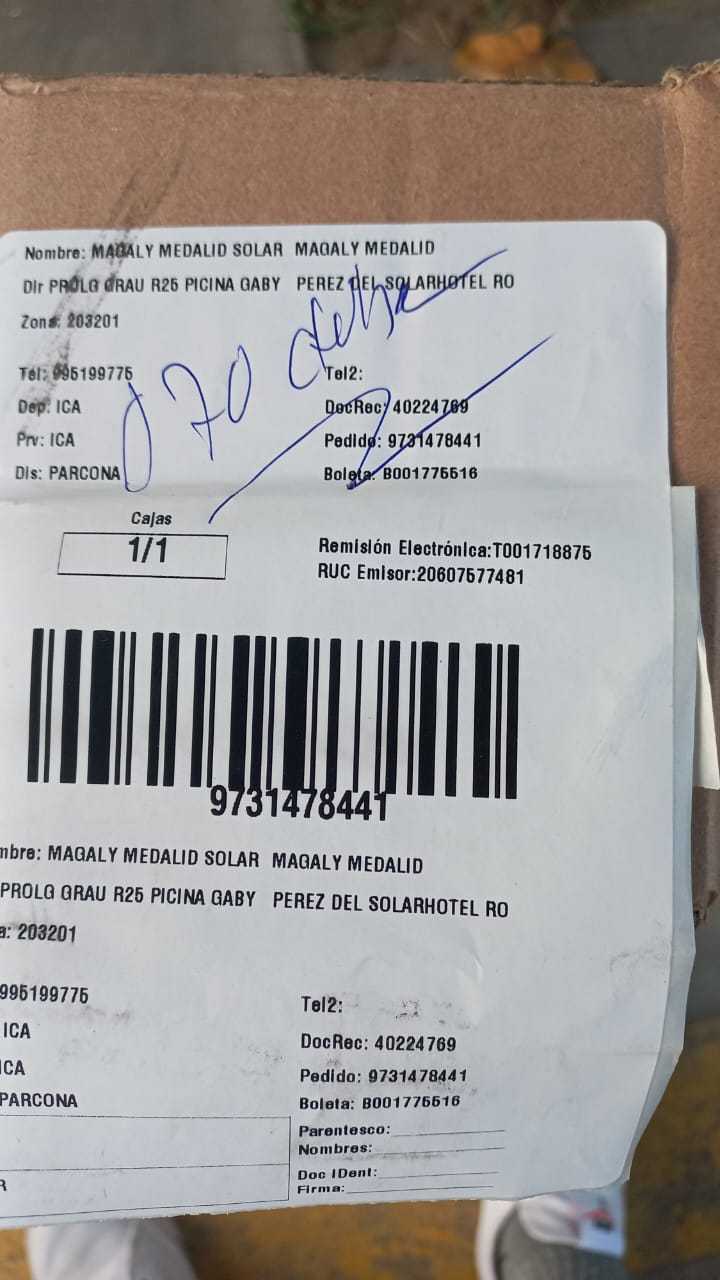 Nombre: MAGALY MEDALID SOLAR MAGALY MEDALID
Dir PROLG GRAU R25 PICINA GABY PEREZ DEL SOLARHOTEL RO
Zona: 203201
Tel: 995199775
Tel2:
Dep: ICA
DocRec: 40224769
Prv: ICA
Pedido: 9731478441
Dis: PARCONA
Boleta: B001775516
70
Cajas
1/1
Remisión Electrónica:T001718875
RUC Emisor:20607577481
9731478441
mbre: MAGALY MEDALID SOLAR MAGALY MEDALID
PROLG GRAU R25 PICINA GABY PEREZ DEL SOLARHOTEL RO
a: 203201
995199775
Tel2:
ICA
DocRec: 40224769
CA
Pedido: 9731478441
PARCONA
Boleta: B001775516
Parentesco:
Nombres:
Doc IDent:
Firma:
R